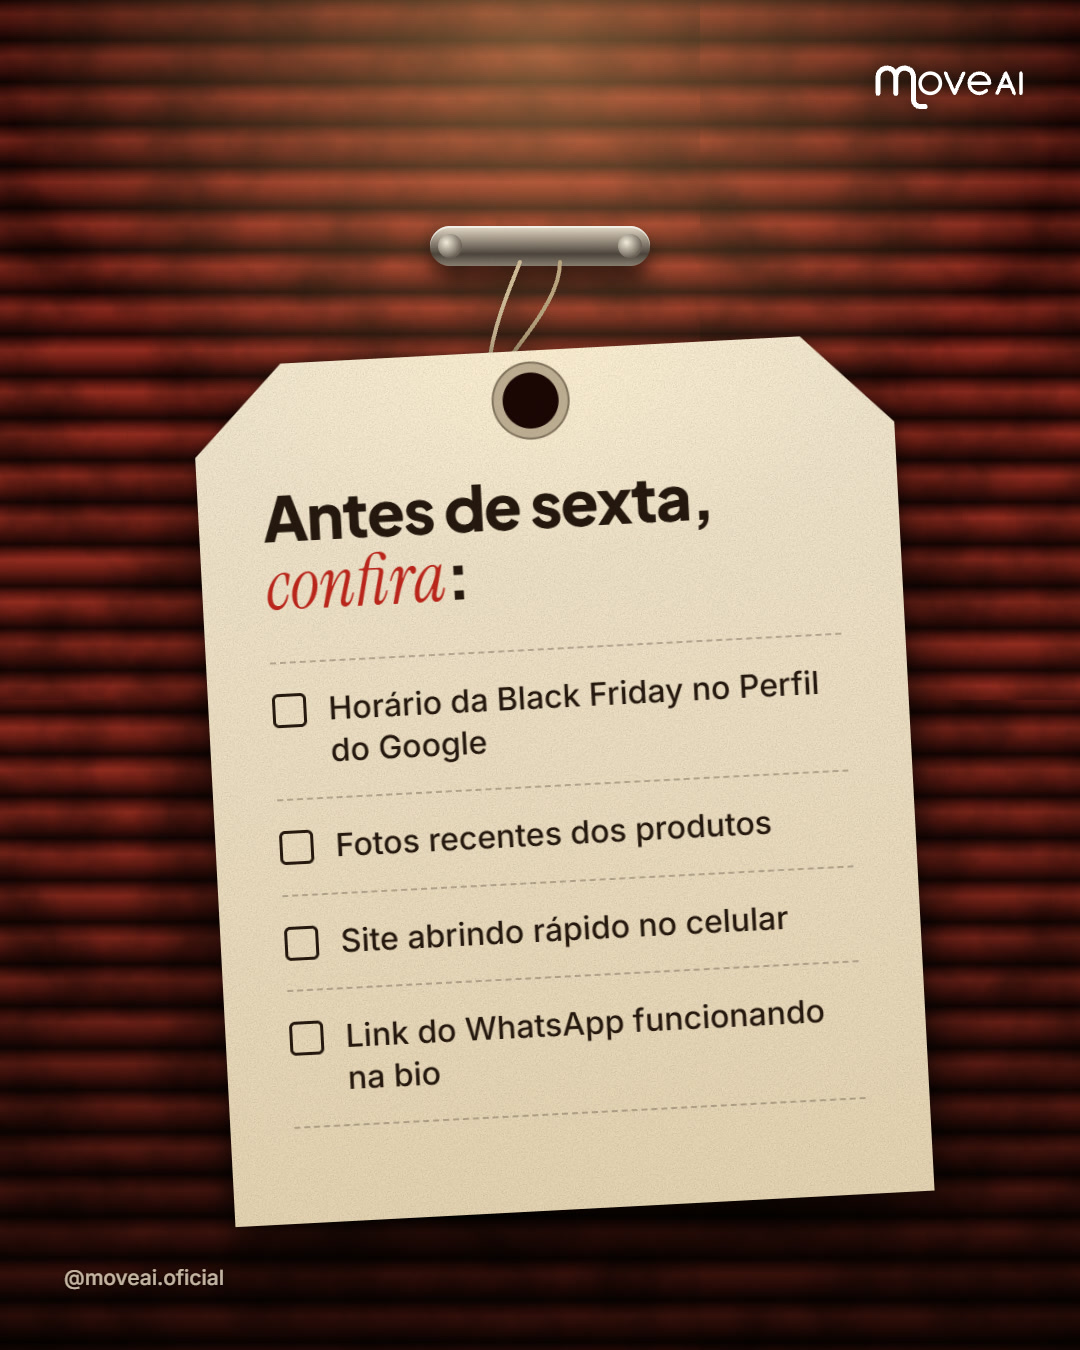 moveAI
Antes de sexta,
confira:
Horário da Black Friday no Perfil
do Google
Fotos recentes dos produtos
Site abrindo rápido no celular
Link do WhatsApp funcionando
na bio
@moveai.oficial